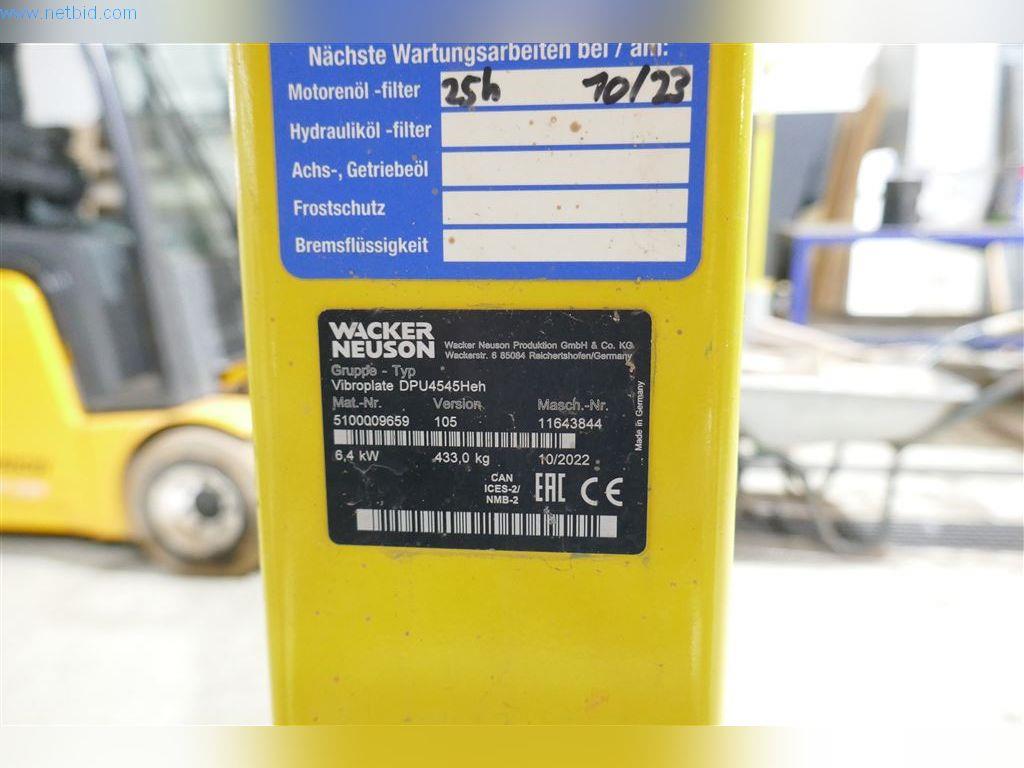 www.netbid.com
Nächste Wartungsarbeiten bei / am:
Motorenöl -filter 25h 10/23
Hydrauliköl -filter
Achs-, Getriebeöl
Frostschutz
Bremsflüssigkeit
WACKER NEUSON
Wacker Neuson Produktion GmbH & Co. KG
Wackerstr. 6 85084 Reichertshofen/Germany
Gruppe - Typ
Vibroplate DPU4545Heh
Mat.-Nr. Version Masch.-Nr.
5100009659 105 11643844
6,4 kW 433,0 kg 10/2022
CAN
ICES-2/
NMB-2
EAC CE
Made in Germany